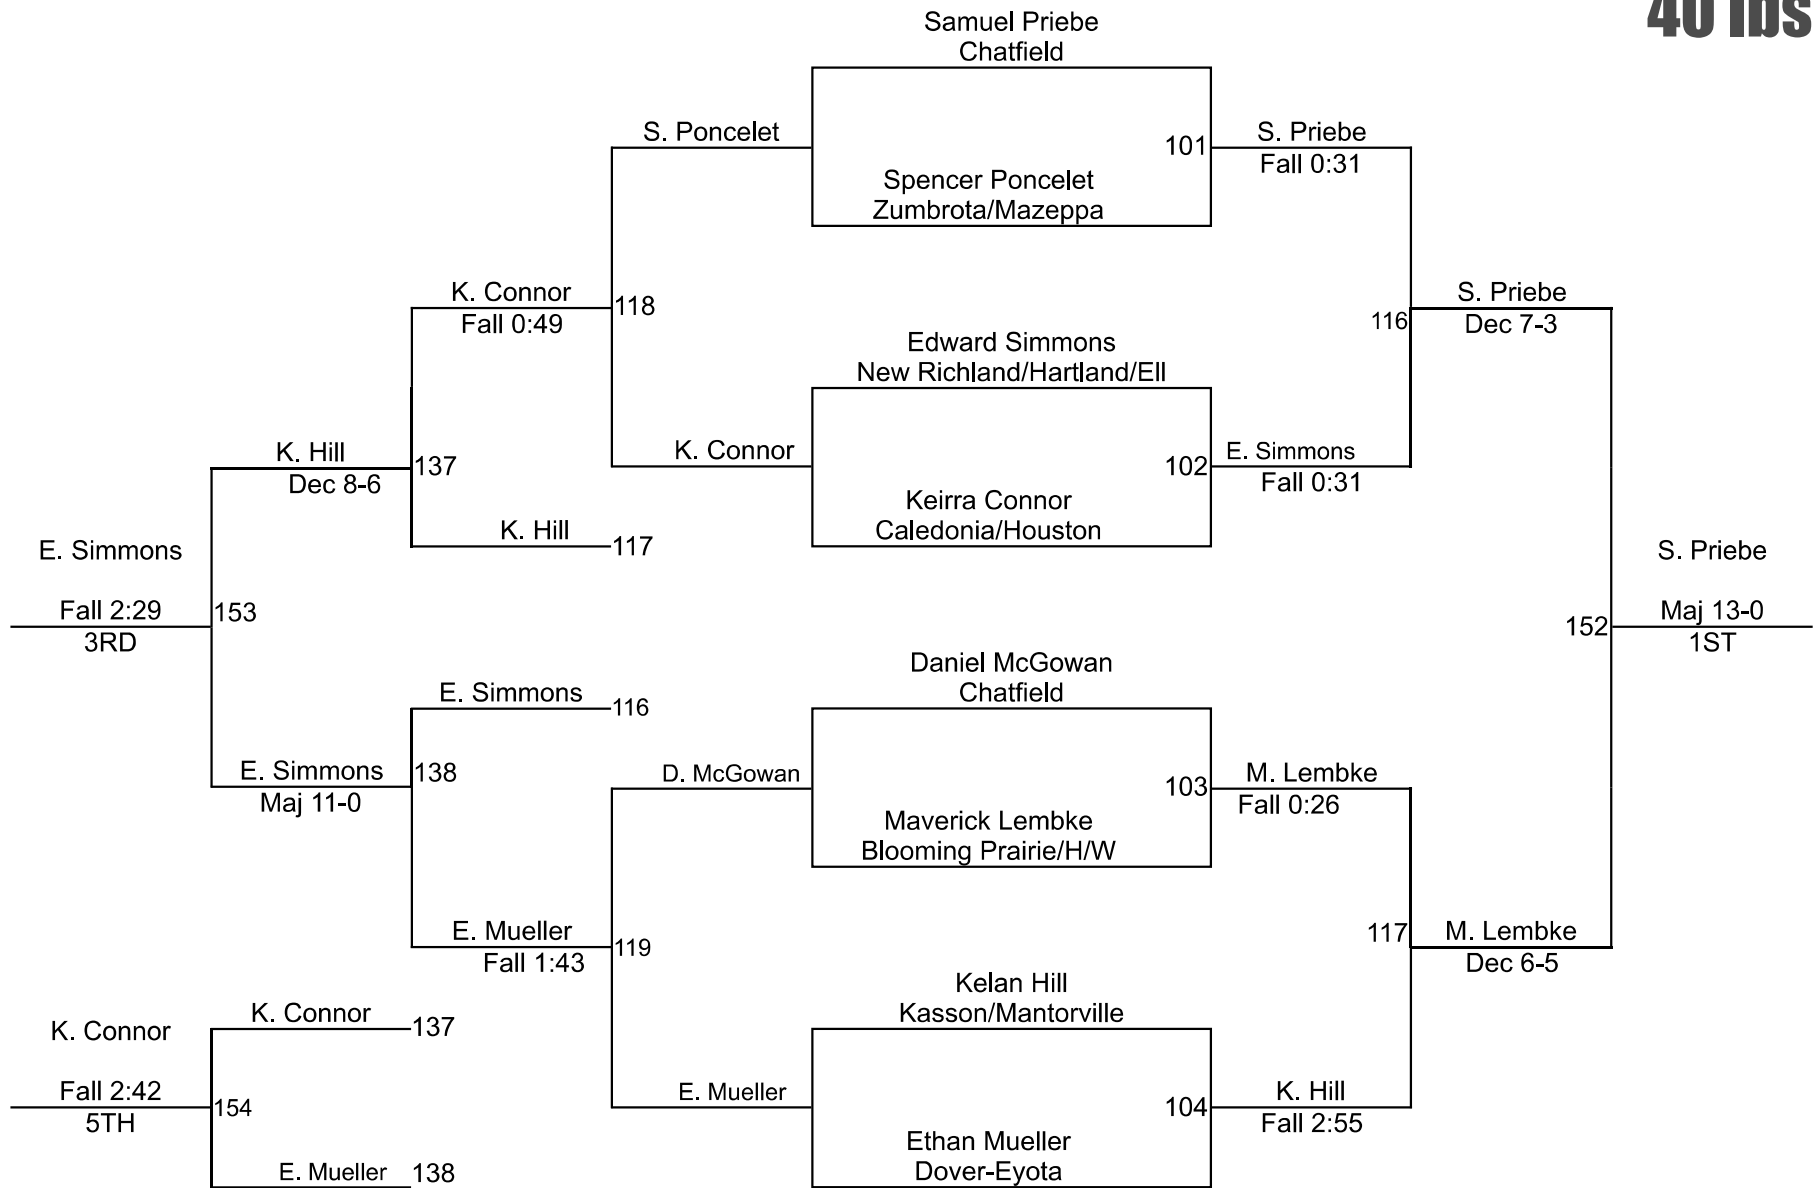 40 lbs
Samuel Priebe
Chatfield
S. Poncelet
101
S. Priebe
Fall 0:31
Spencer Poncelet
Zumbrota/Mazeppa
K. Connor
Fall 0:49
118
S. Priebe
Dec 7-3
116
Edward Simmons
New Richland/Hartland/Ell
K. Hill
Dec 8-6
137
K. Connor
102
E. Simmons
Fall 0:31
Keirra Connor
Caledonia/Houston
K. Hill
117
E. Simmons
Fall 2:29
3RD
153
S. Priebe
Maj 13-0
1ST
152
Daniel McGowan
Chatfield
E. Simmons
116
E. Simmons
Maj 11-0
138
D. McGowan
103
M. Lembke
Fall 0:26
Maverick Lembke
Blooming Prairie/H/W
E. Mueller
Fall 1:43
119
117
M. Lembke
Dec 6-5
Kelan Hill
Kasson/Mantorville
K. Connor
137
K. Connor
Fall 2:42
5TH
154
E. Mueller
104
K. Hill
Fall 2:55
Ethan Mueller
Dover-Eyota
E. Mueller
138